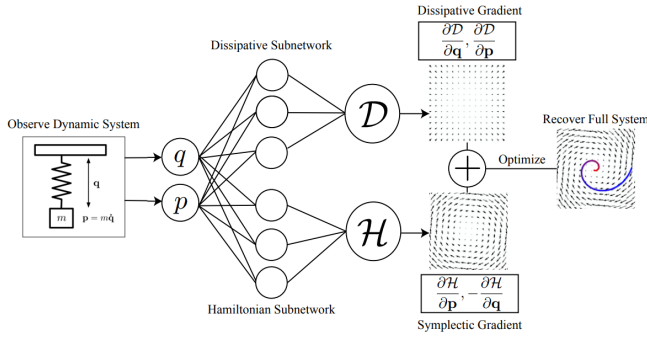 Dissipative Gradient
∂𝒟/∂𝐪, ∂𝒟/∂𝐩
Dissipative Subnetwork
𝒟
Observe Dynamic System
𝐪
m
𝐩 = m𝐪̇
q
p
Recover Full System
+
Optimize
ℋ
∂ℋ/∂𝐩, −∂ℋ/∂𝐪
Hamiltonian Subnetwork
Symplectic Gradient